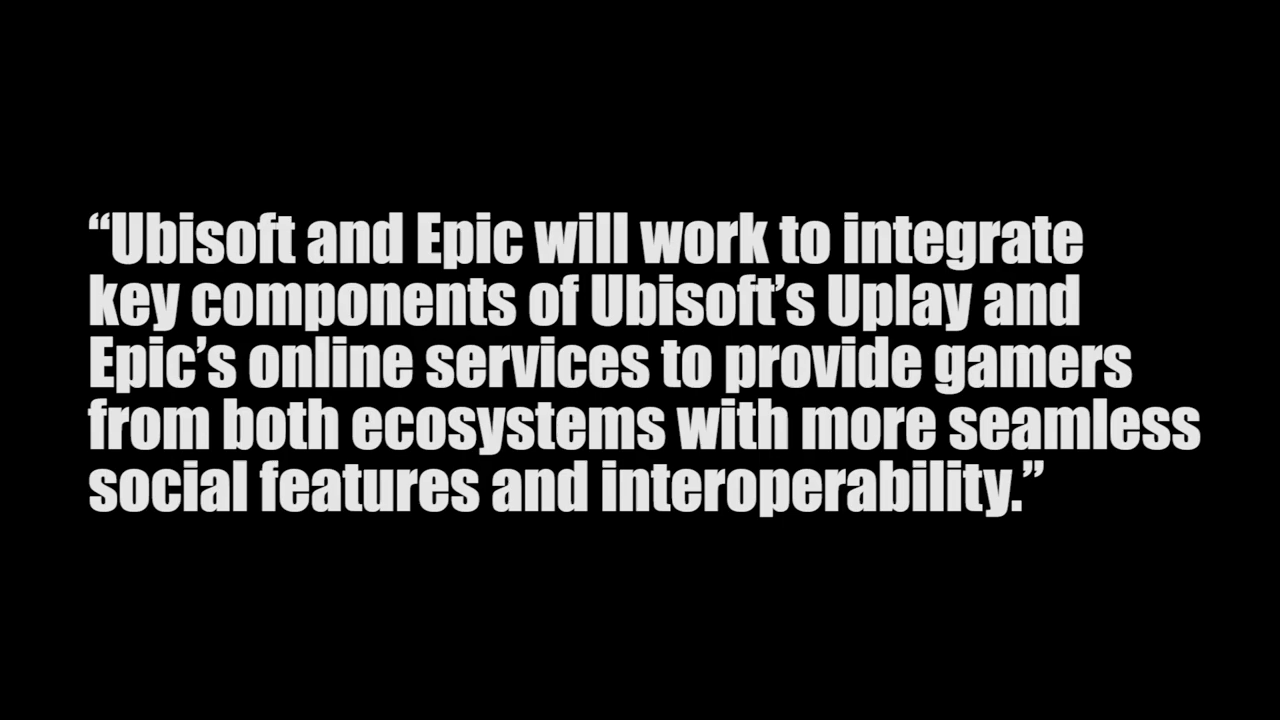 “Ubisoft and Epic will work to integrate
key components of Ubisoft’s Uplay and
Epic’s online services to provide gamers
from both ecosystems with more seamless
social features and interoperability.”